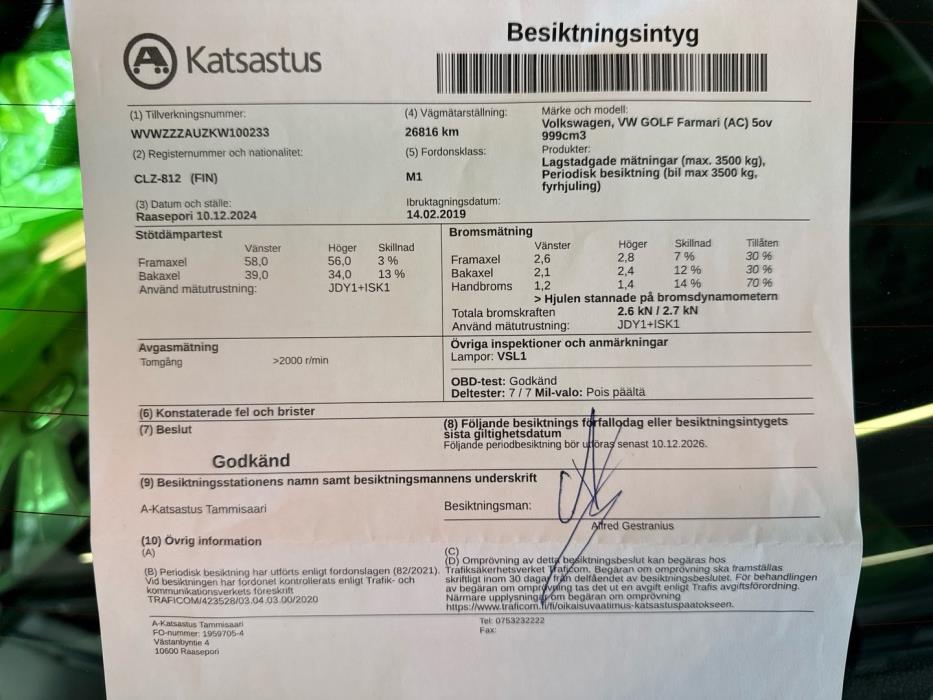 Besiktningsintyg
A Katsastus
(1) Tillverkningsnummer:
WVWZZZAUZKW100233
(4) Vägmätarställning:
26816 km
Märke och modell:
Volkswagen, VW GOLF Farmari (AC) 5ov
999cm3
(2) Registernummer och nationalitet:
CLZ-812 (FIN)
(5) Fordonsklass:
M1
Produkter:
Lagstadgade mätningar (max. 3500 kg),
Periodisk besiktning (bil max 3500 kg,
fyrhjuling)
(3) Datum och ställe:
Raasepori 10.12.2024
Ibruktagningsdatum:
14.02.2019
Stötdämpartest
Vänster Höger Skillnad
Framaxel 58,0 56,0 3 %
Bakaxel 39,0 34,0 13 %
Använd mätutrustning: JDY1+ISK1
Bromsmätning
Vänster Höger Skillnad Tillåten
Framaxel 2,6 2,8 7 % 30 %
Bakaxel 2,1 2,4 12 % 30 %
Handbroms 1,2 1,4 14 % 70 %
> Hjulen stannade på bromsdynamometern
Totala bromskraften 2.6 kN / 2.7 kN
Använd mätutrustning: JDY1+ISK1
Avgasmätning
Tomgång >2000 r/min
Övriga inspektioner och anmärkningar
Lampor: VSL1
OBD-test: Godkänd
Deltester: 7 / 7 Mil-valo: Pois päältä
(6) Konstaterade fel och brister
(7) Beslut
Godkänd
(8) Följande besiktnings förfallodag eller besiktningsintygets
sista giltighetsdatum
Följande periodbesiktning bör utföras senast 10.12.2026.
(9) Besiktningsstationens namn samt besiktningsmannens underskrift
A-Katsastus Tammisaari
Besiktningsman:
Alfred Gestranius
(10) Övrig information
(A)
(B) Periodisk besiktning har utförts enligt fordonslagen (82/2021).
Vid besiktningen har fordonet kontrollerats enligt Trafik- och
kommunikationsverkets föreskrift
TRAFICOM/423528/03.04.03.00/2020
(C)
(D) Omprövning av detta besiktningsbeslut kan begäras hos
Trafiksäkerhetsverket Traficom. Begäran om omprövning ska framställas
skriftligt inom 30 dagar från delfåendet av besiktningsbeslutet. För behandlingen
av begäran om omprövning tas det ut en avgift enligt Trafis avgiftsförordning.
Närmare upplysningar om begäran om omprövning
https://www.traficom.fi/fi/oikaisuvaatimus-katsastuspaatokseen.
A-Katsastus Tammisaari
FO-nummer: 1959705-4
Västanbyntie 4
10600 Raasepori
Tel: 0753232222
Fax: